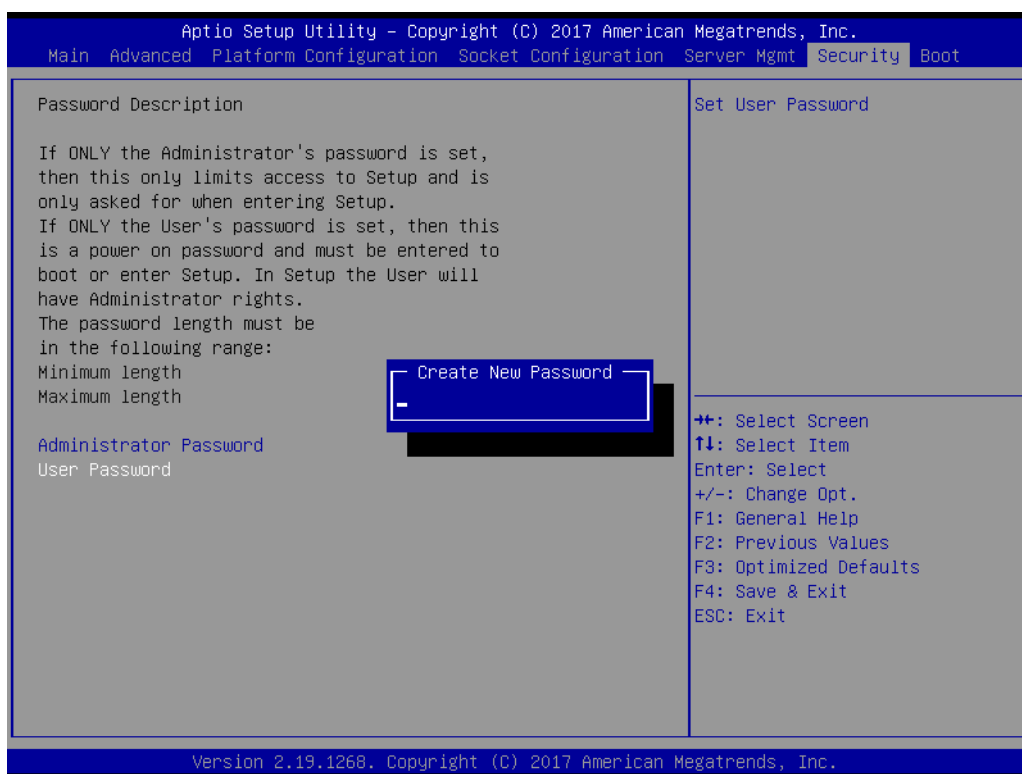 Aptio Setup Utility – Copyright (C) 2017 American Megatrends, Inc.
Main Advanced Platform Configuration Socket Configuration Server Mgmt Security Boot
Password Description
If ONLY the Administrator's password is set,
then this only limits access to Setup and is
only asked for when entering Setup.
If ONLY the User's password is set, then this
is a power on password and must be entered to
boot or enter Setup. In Setup the User will
have Administrator rights.
The password length must be
in the following range:
Minimum length
Maximum length
Administrator Password
User Password
Create New Password
Set User Password
→←: Select Screen
↑↓: Select Item
Enter: Select
+/-: Change Opt.
F1: General Help
F2: Previous Values
F3: Optimized Defaults
F4: Save & Exit
ESC: Exit
Version 2.19.1268. Copyright (C) 2017 American Megatrends, Inc.